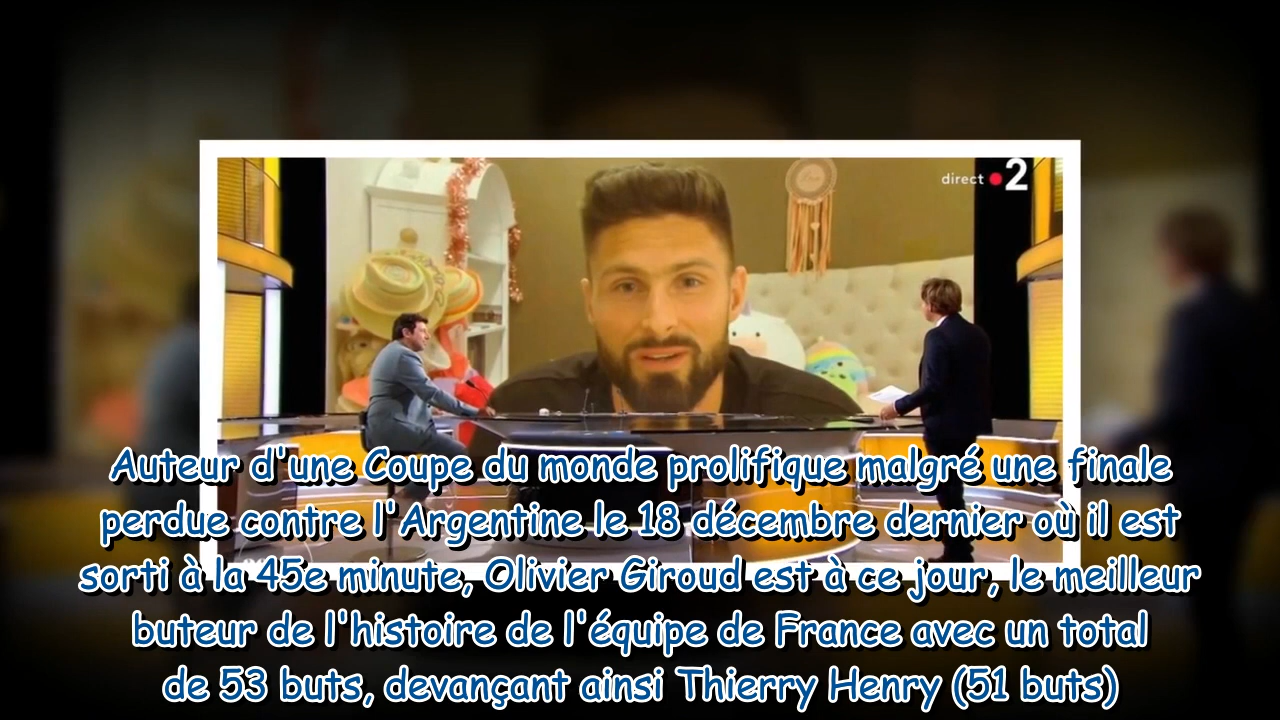 direct 2
Auteur d'une Coupe du monde prolifique malgré une finale
perdue contre l'Argentine le 18 décembre dernier où il est
sorti à la 45e minute, Olivier Giroud est à ce jour, le meilleur
buteur de l'histoire de l'équipe de France avec un total
de 53 buts, devançant ainsi Thierry Henry (51 buts)